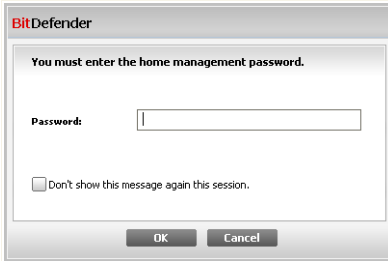 BitDefender
You must enter the home management password.
Password:
Don't show this message again this session.
OK Cancel